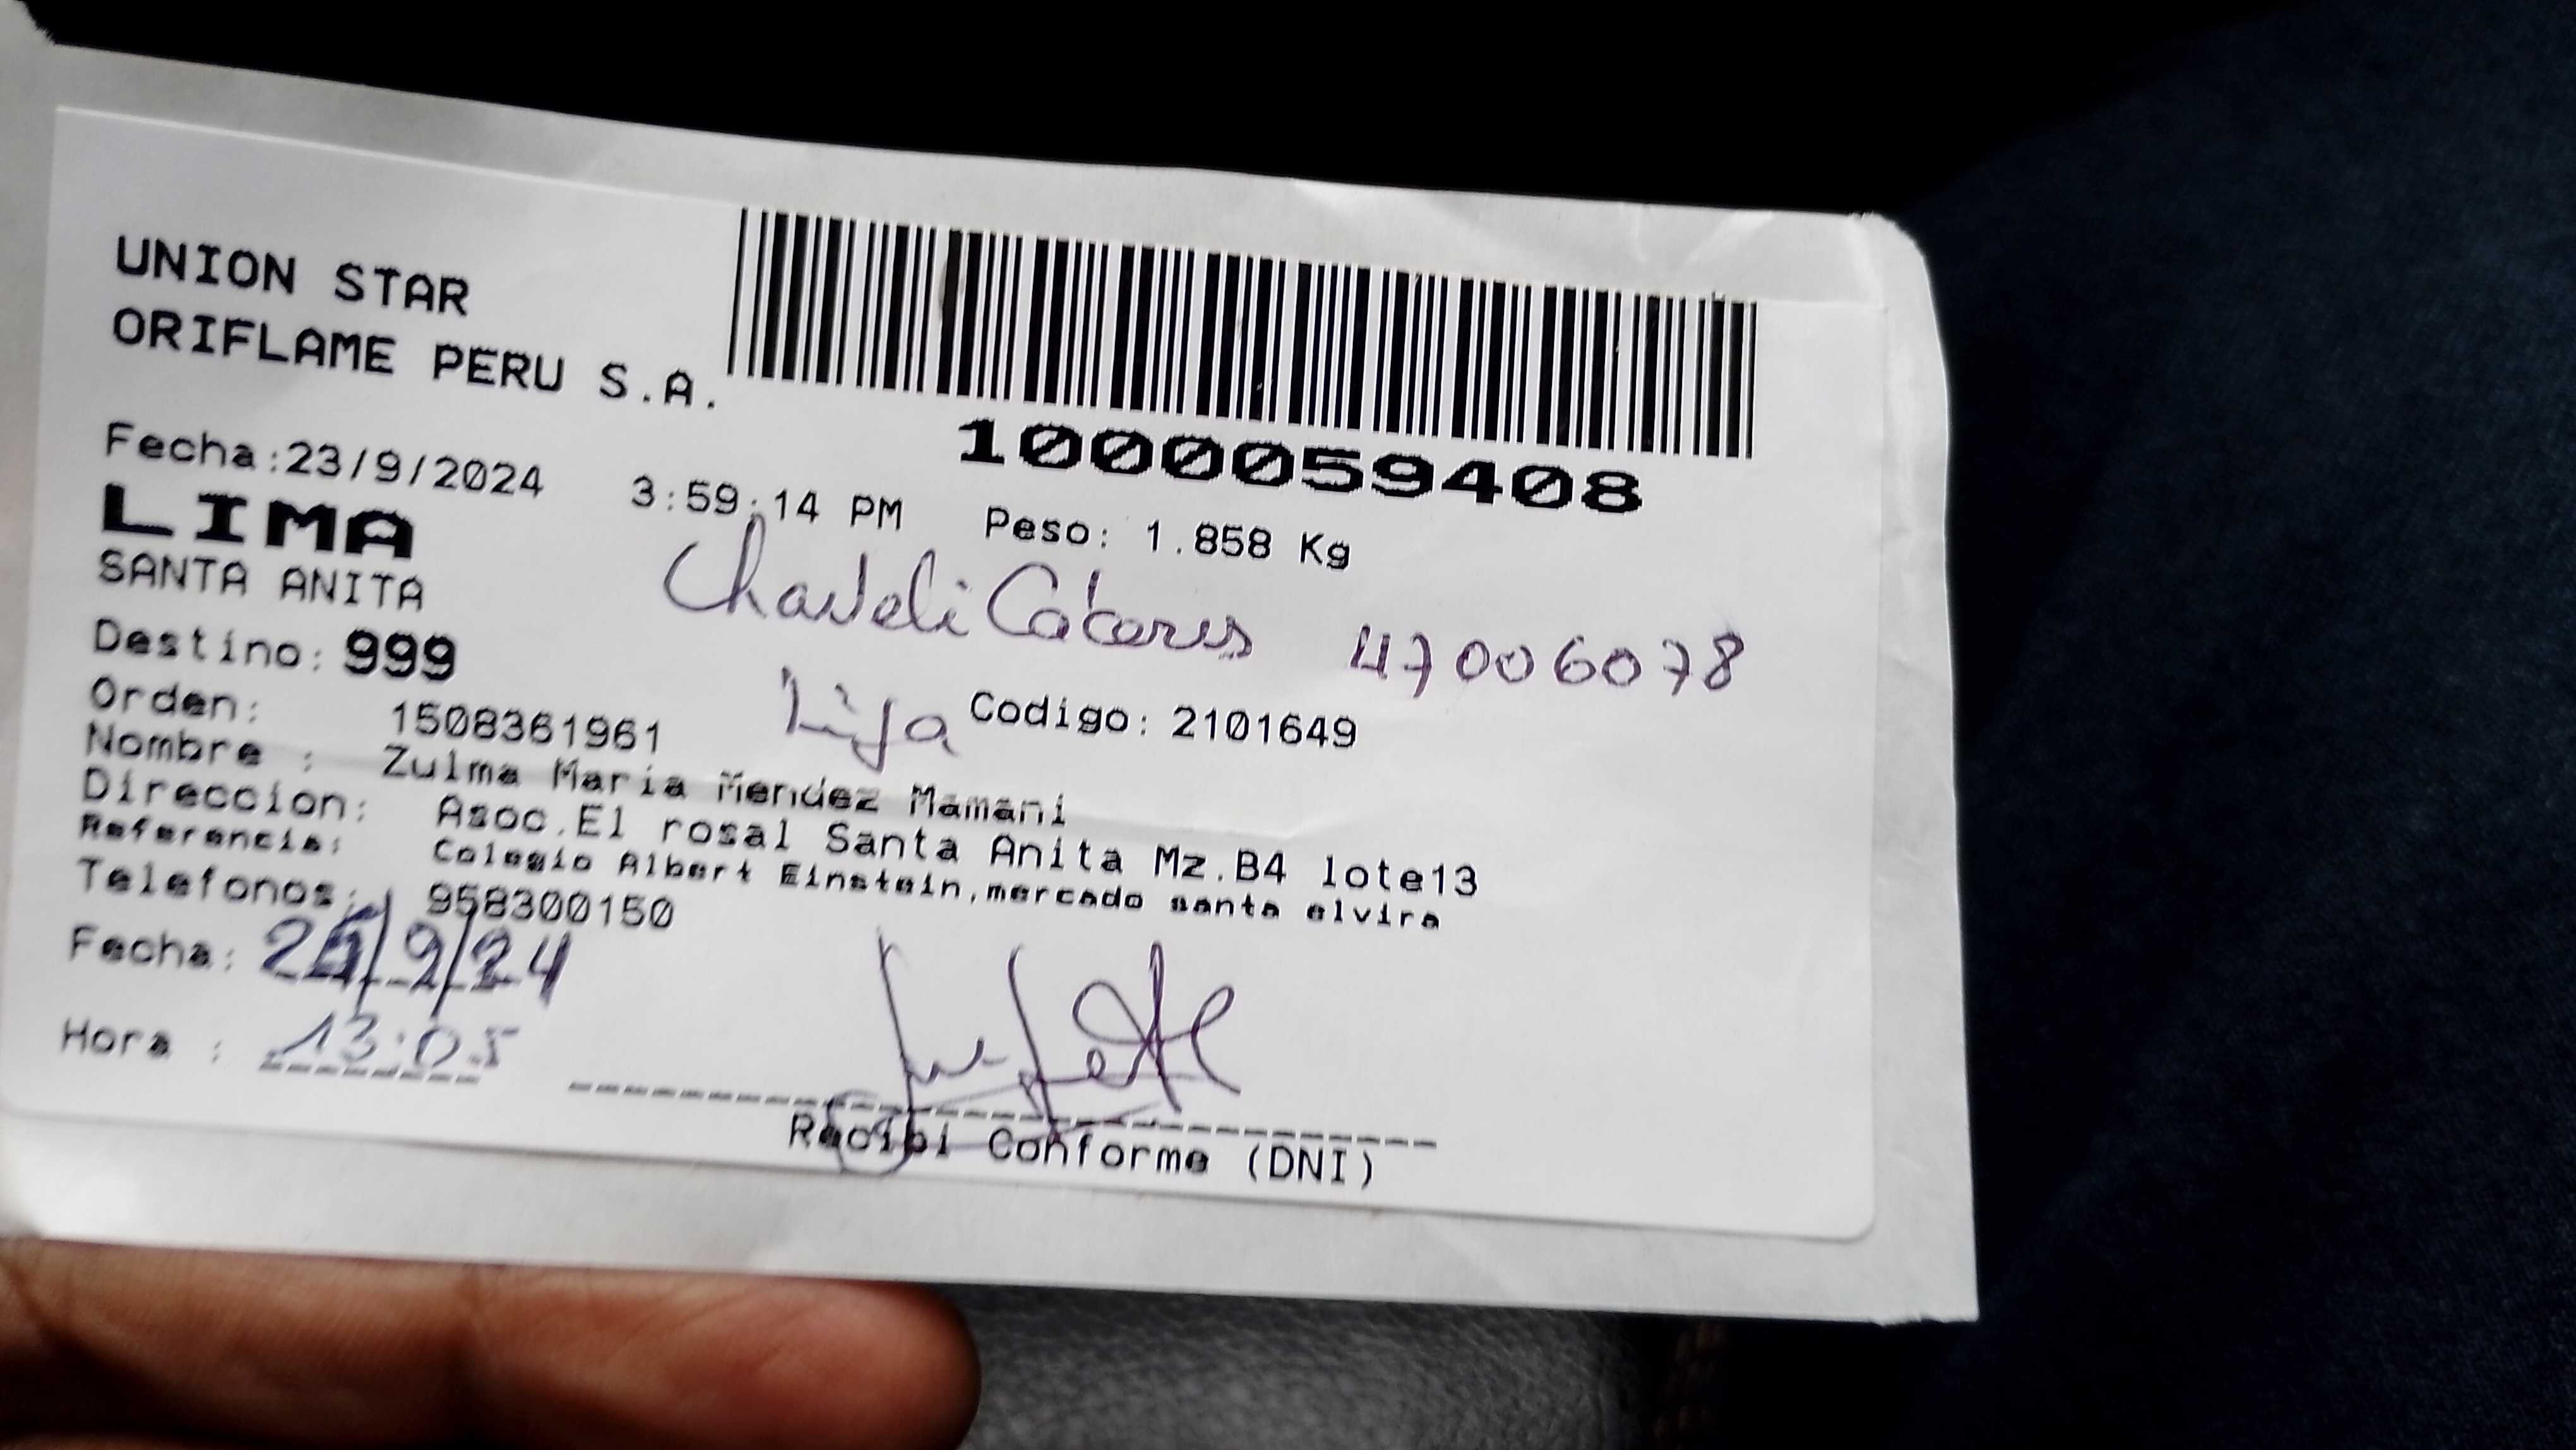 UNION STAR
ORIFLAME PERU S.A.
1000059408
Fecha:23/9/2024 3:59:14 PM Peso: 1.858 Kg
LIMA
SANTA ANITA
47006078
Destino: 999
Orden: 1508361961 Hija Codigo: 2101649
Nombre : Zulma Maria Mendez Mamani
Direccion: Asoc.El rosal Santa Anita Mz.B4 lote13
Referencia: Colegio Albert Einstein,mercado santa elvira
Telefonos: 958300150
Fecha: /9/24
Hora : 13:05
Recibi Conforme (DNI)